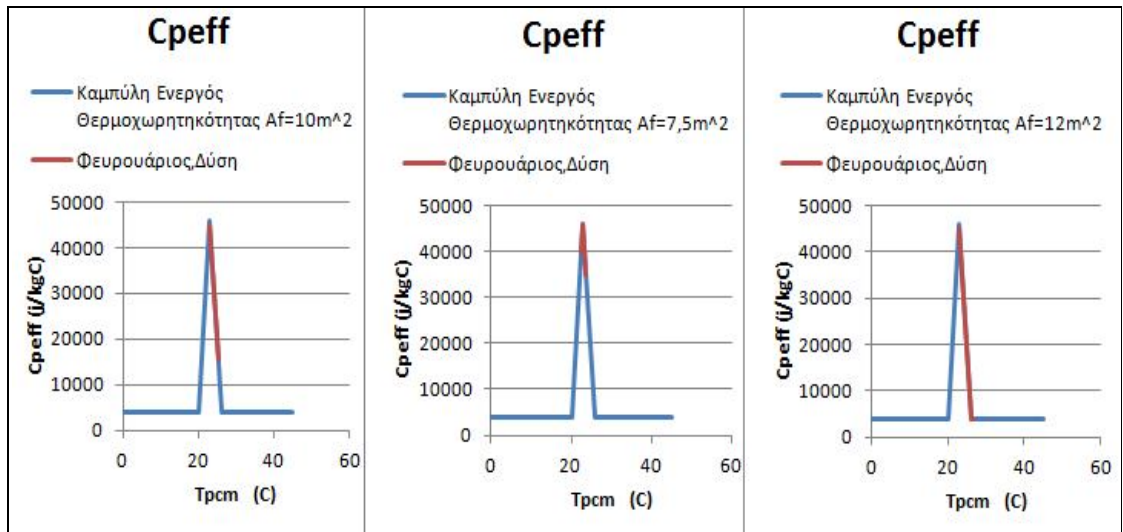 Cpeff
Καμπύλη Ενεργός
Θερμοχωρητηκότητας Af=10m^2
Φευρουάριος,Δύση
50000
40000
30000
20000
10000
0
Cpeff (j/kgC)
0 20 40 60
Tpcm (C)
Cpeff
Καμπύλη Ενεργός
Θερμοχωρητηκότητας Af=7,5m^2
Φευρουάριος,Δύση
50000
40000
30000
20000
10000
0
Cpeff (j/kgC)
0 20 40 60
Tpcm (C)
Cpeff
Καμπύλη Ενεργός
Θερμοχωρητηκότητας Af=12m^2
Φευρουάριος,Δύση
50000
40000
30000
20000
10000
0
Cpeff (j/kgC)
0 20 40 60
Tpcm (C)